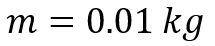 m = 0.01 kg